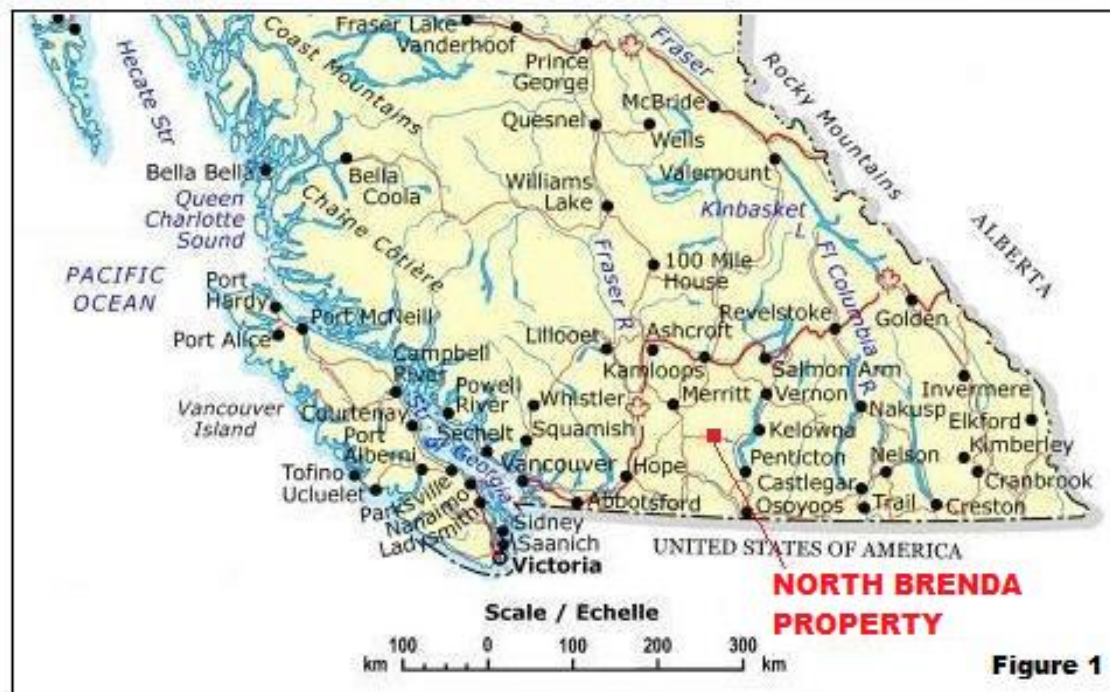 Fraser Lake
Vanderhoof
Prince
George
Fraser
Rocky Mountains
Hecate Str
Coast Mountains
McBride
Quesnel
Wells
Valemount
Bella Bella
Bella
Coola
Queen
Charlotte
Sound
Chaine Côtière
Williams
Lake
Kinbasket
L
ALBERTA
PACIFIC
OCEAN
Fraser R
100 Mile
House
Fl Columbia R
Revelstoke
Golden
Port
Hardy
Port McNeill
Port Alice
Lillooet
Ashcroft
Kamloops
Salmon Arm
Invermere
Campbell
River
Powell
River
Whistler
Merritt
Vernon
Nakusp
Elkford
Vancouver
Island
Courtenay
Str of Georgia
Sechelt
Squamish
Kelowna
Kimberley
Port
Alberni
Vancouver
Hope
Penticton
Nelson
Cranbrook
Tofino
Ucluelet
Parksville
Nanaimo
Ladysmith
Abbotsford
Castlegar
Osoyoos
Trail
Creston
Sidney
Saanich
Victoria
UNITED STATES OF AMERICA
NORTH BRENDA
PROPERTY
Scale / Echelle
100 0 100 200 300
km km
Figure 1